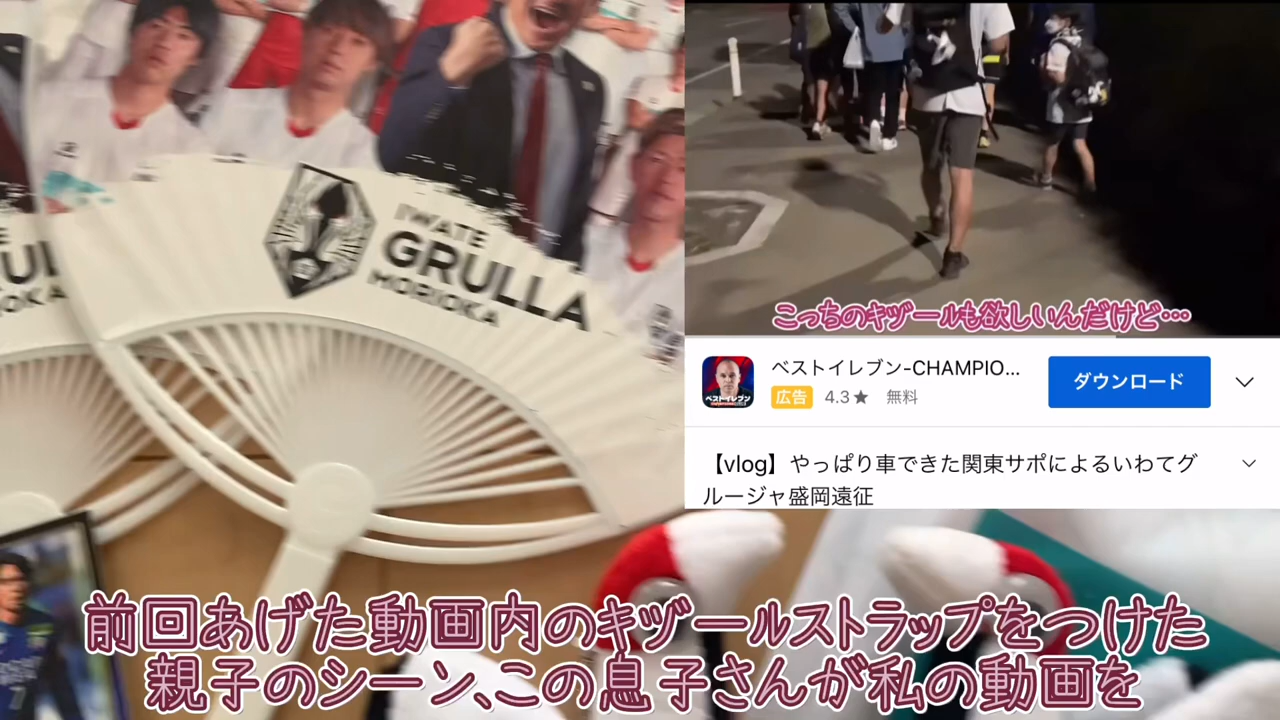 IWATE
GRULLA
MORIOKA
こっちのキヅールも欲しいんだけど…
ベストイレブン-CHAMPIO...
広告 4.3★ 無料
ダウンロード
【vlog】やっぱり車できた関東サポによるいわてグ
ルージャ盛岡遠征
前回あげた動画内のキヅールストラップをつけた
親子のシーン、この息子さんが私の動画を